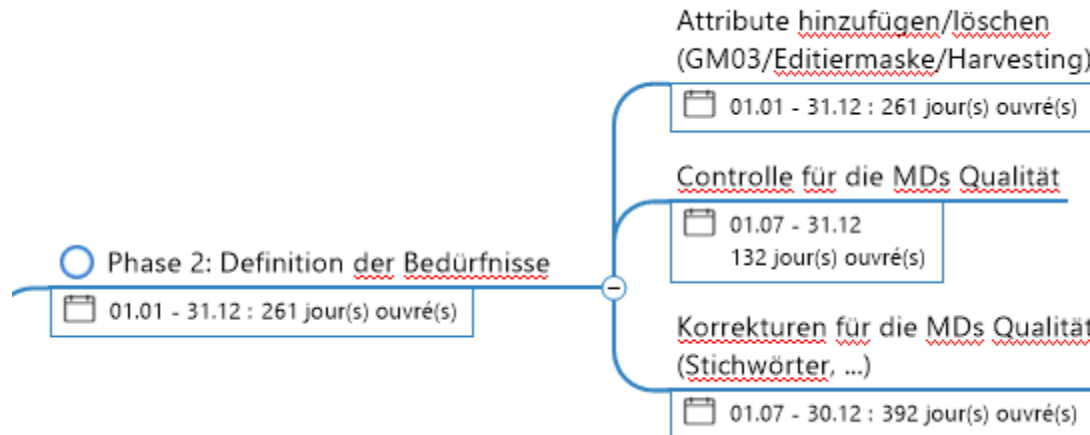 Attribute hinzufügen/löschen
(GM03/Editiermaske/Harvesting)
01.01 - 31.12 : 261 jour(s) ouvré(s)
Controlle für die MDs Qualität
01.07 - 31.12
132 jour(s) ouvré(s)
Phase 2: Definition der Bedürfnisse
01.01 - 31.12 : 261 jour(s) ouvré(s)
Korrekturen für die MDs Qualität
(Stichwörter, ...)
01.07 - 30.12 : 392 jour(s) ouvré(s)